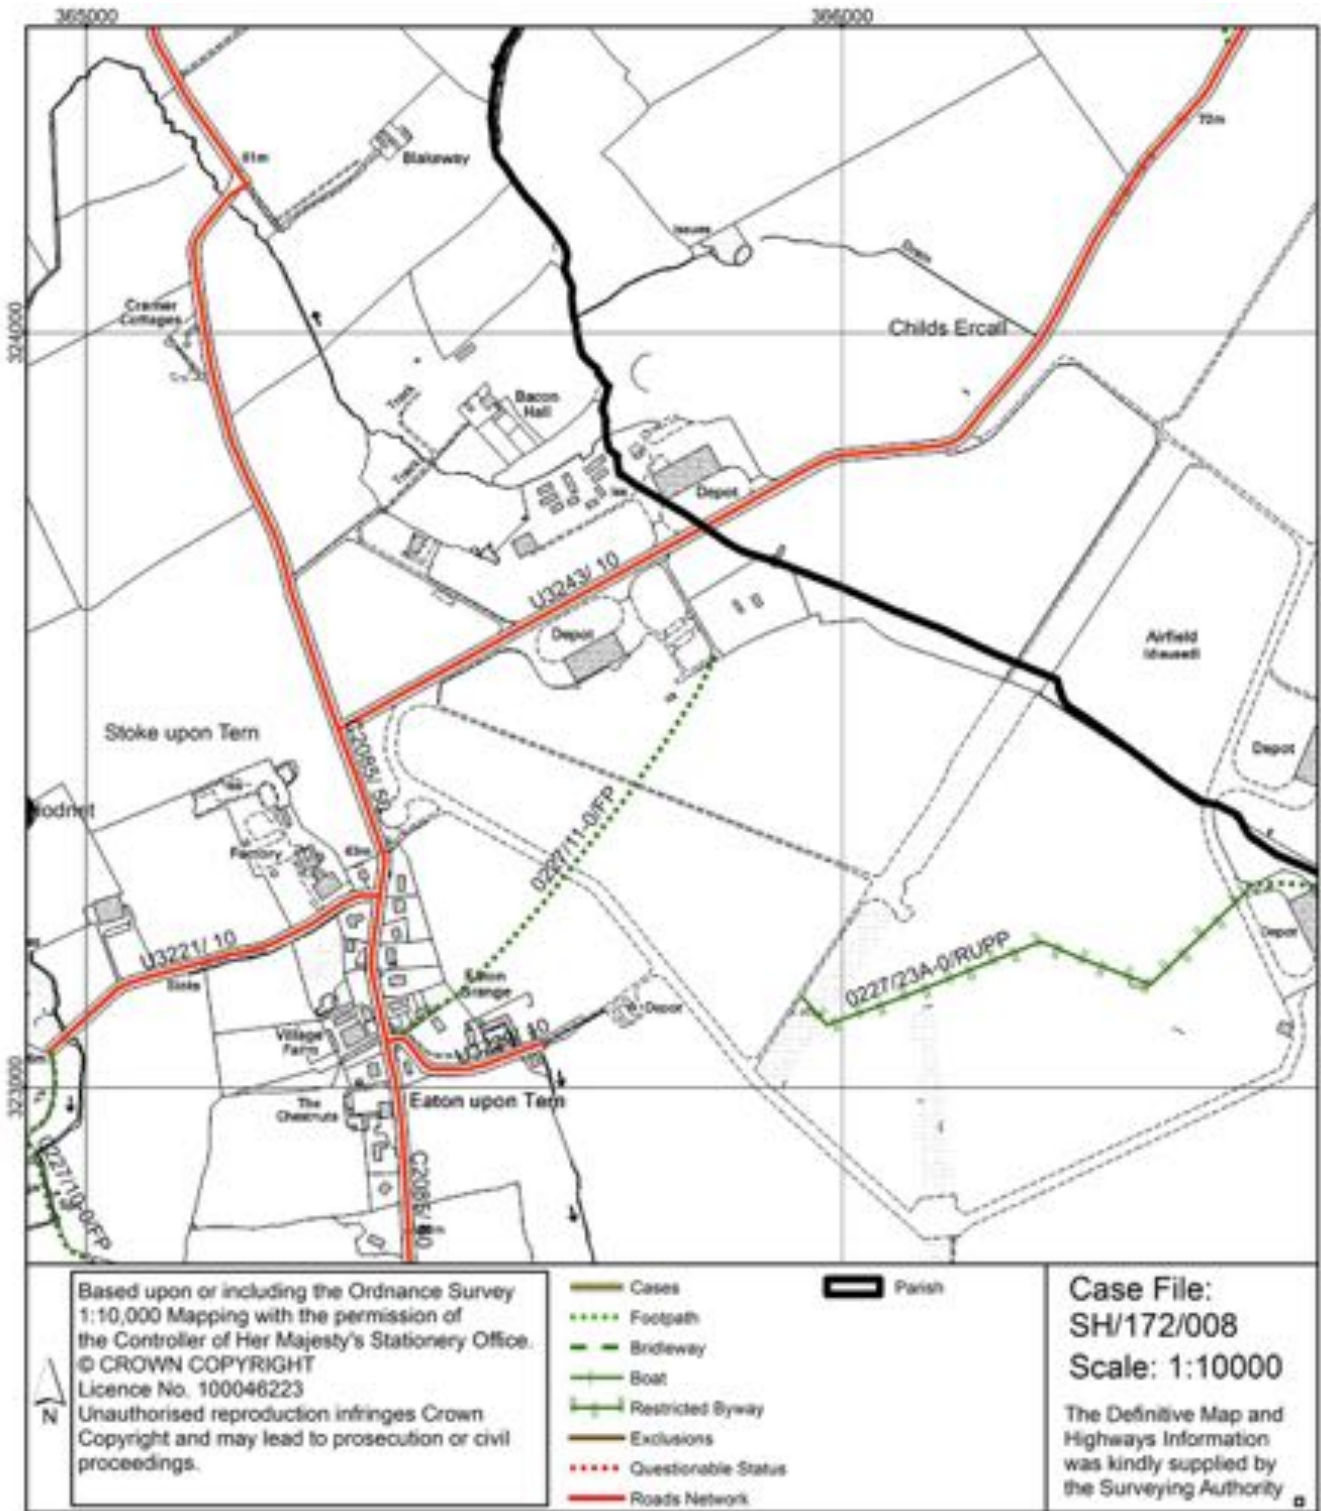 365000
366000
72m
81m
Blakeway
Issues
Drain
Cramer
Cottages
324000
Childs Ercall
Track
Bacon
Hall
Track
Depot
U3243/ 10
Depot
Airfield
Stoke upon Tern
C2085/ 50
Depot
Hodnet
0227/11-0/FP
Factory
63m
Depot
U3221/ 10
0227/23A-0/RUPP
Stoke
Eaton
Grange
Depot
Village
Farm
323000
The
Chestnuts
Eaton upon Tern
0227/10-0/FP
Based upon or including the Ordnance Survey
1:10,000 Mapping with the permission of
the Controller of Her Majesty's Stationery Office.
© CROWN COPYRIGHT
Licence No. 100046223
Unauthorised reproduction infringes Crown
Copyright and may lead to prosecution or civil
proceedings.
N
Cases
Footpath
Bridleway
Boat
Restricted Byway
Exclusions
Questionable Status
Roads Network
Parish
Case File:
SH/172/008
Scale: 1:10000
The Definitive Map and
Highways Information
was kindly supplied by
the Surveying Authority